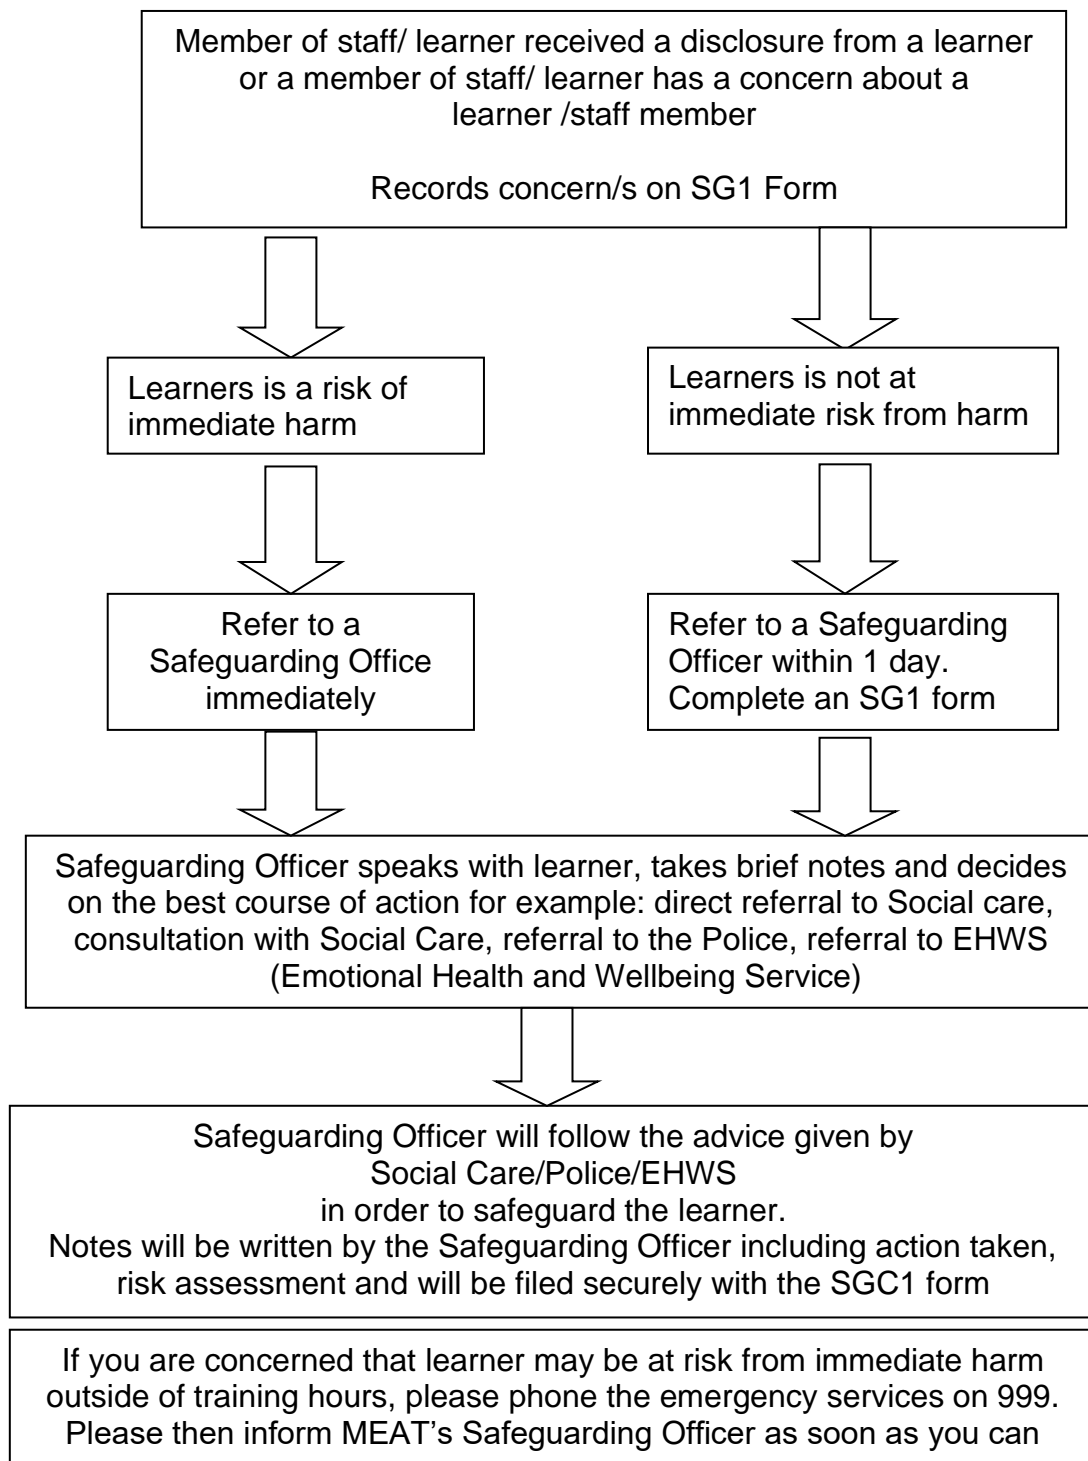 Member of staff/ learner received a disclosure from a learner
or a member of staff/ learner has a concern about a
learner /staff member
Records concern/s on SG1 Form
Learners is a risk of
immediate harm
Learners is not at
immediate risk from harm
Refer to a
Safeguarding Office
immediately
Refer to a Safeguarding
Officer within 1 day.
Complete an SG1 form
Safeguarding Officer speaks with learner, takes brief notes and decides
on the best course of action for example: direct referral to Social care,
consultation with Social Care, referral to the Police, referral to EHWS
(Emotional Health and Wellbeing Service)
Safeguarding Officer will follow the advice given by
Social Care/Police/EHWS
in order to safeguard the learner.
Notes will be written by the Safeguarding Officer including action taken,
risk assessment and will be filed securely with the SGC1 form
If you are concerned that learner may be at risk from immediate harm
outside of training hours, please phone the emergency services on 999.
Please then inform MEAT's Safeguarding Officer as soon as you can